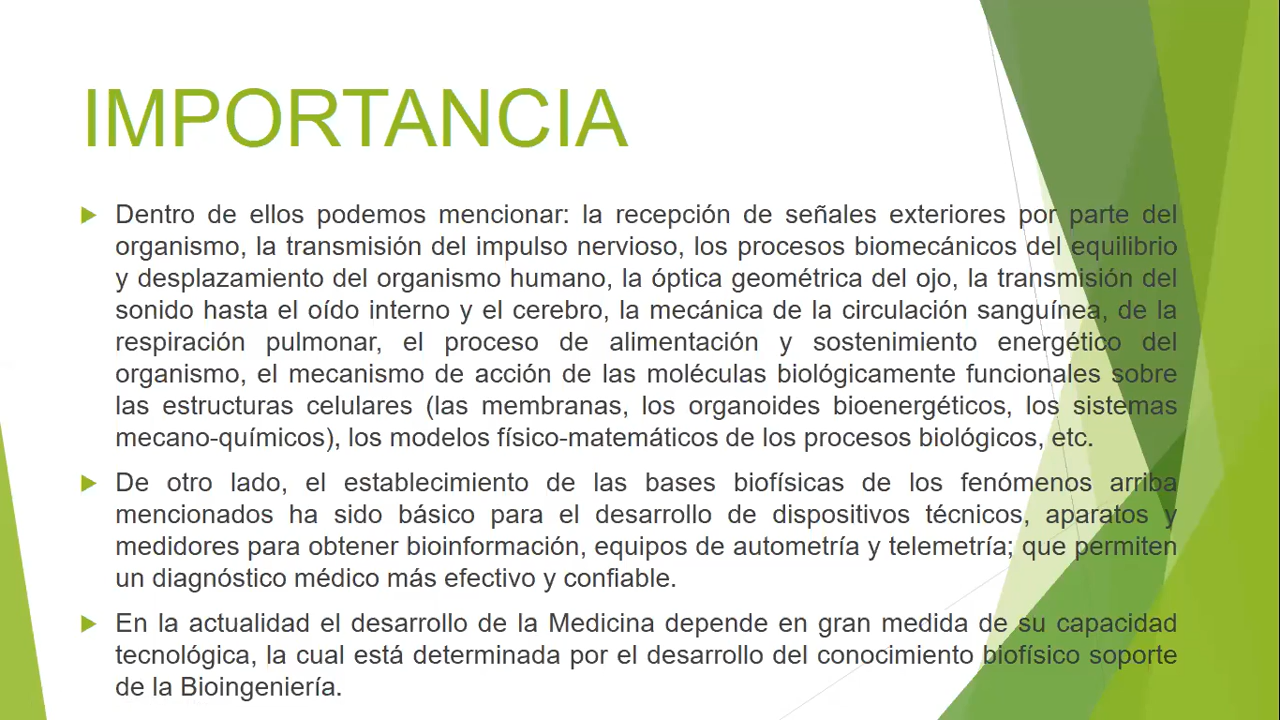 IMPORTANCIA
Dentro de ellos podemos mencionar: la recepción de señales exteriores por parte del
organismo, la transmisión del impulso nervioso, los procesos biomecánicos del equilibrio
y desplazamiento del organismo humano, la óptica geométrica del ojo, la transmisión del
sonido hasta el oído interno y el cerebro, la mecánica de la circulación sanguínea, de la
respiración pulmonar, el proceso de alimentación y sostenimiento energético del
organismo, el mecanismo de acción de las moléculas biológicamente funcionales sobre
las estructuras celulares (las membranas, los organoides bioenergéticos, los sistemas
mecano-químicos), los modelos físico-matemáticos de los procesos biológicos, etc.
De otro lado, el establecimiento de las bases biofísicas de los fenómenos arriba
mencionados ha sido básico para el desarrollo de dispositivos técnicos, aparatos y
medidores para obtener bioinformación, equipos de autometría y telemetría; que permiten
un diagnóstico médico más efectivo y confiable.
En la actualidad el desarrollo de la Medicina depende en gran medida de su capacidad
tecnológica, la cual está determinada por el desarrollo del conocimiento biofísico soporte
de la Bioingeniería.